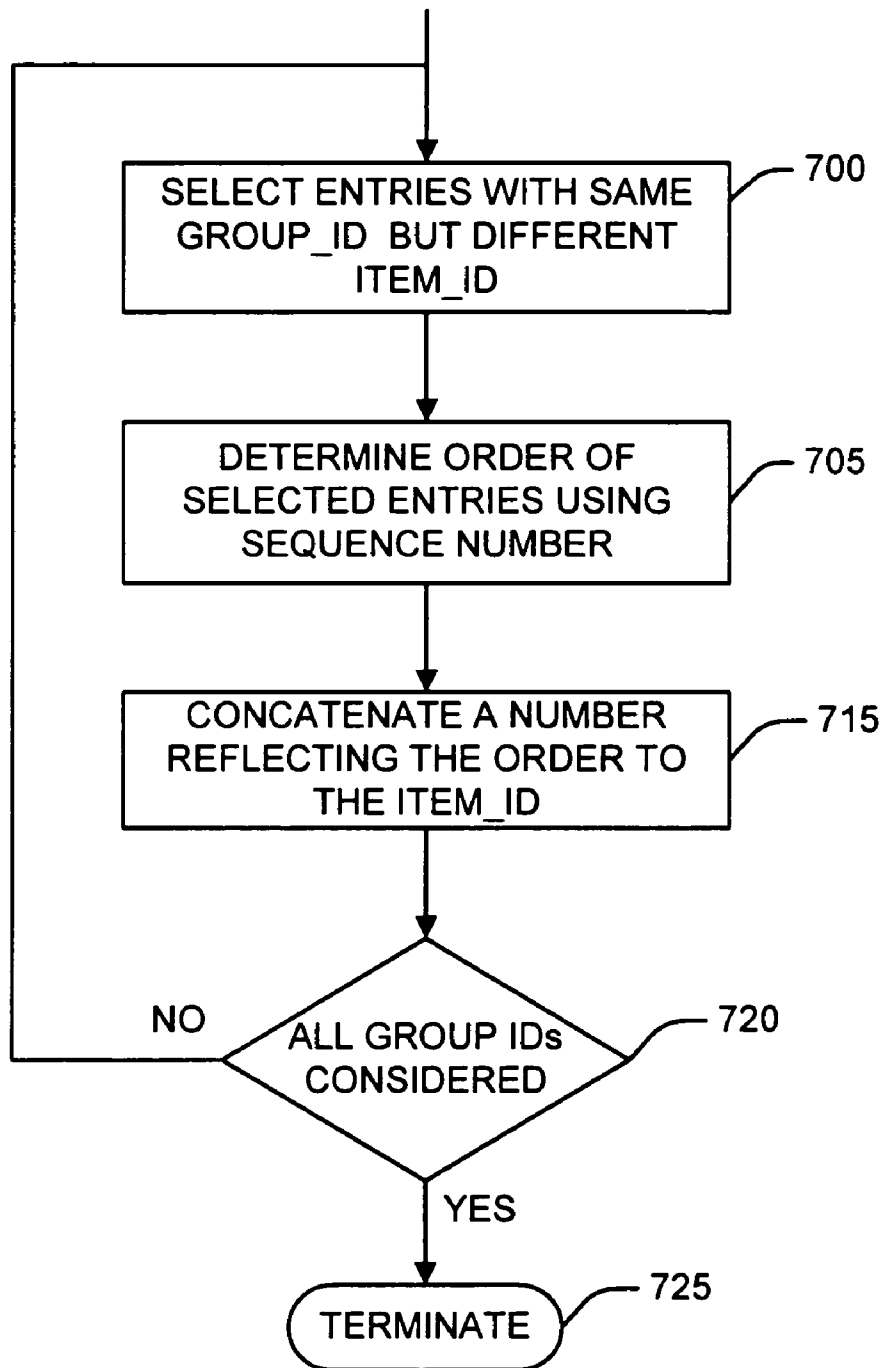 SELECT ENTRIES WITH SAME
GROUP_ID BUT DIFFERENT
ITEM_ID
700
DETERMINE ORDER OF
SELECTED ENTRIES USING
SEQUENCE NUMBER
705
CONCATENATE A NUMBER
REFLECTING THE ORDER TO
THE ITEM_ID
715
NO
ALL GROUP IDs
CONSIDERED
720
YES
TERMINATE
725